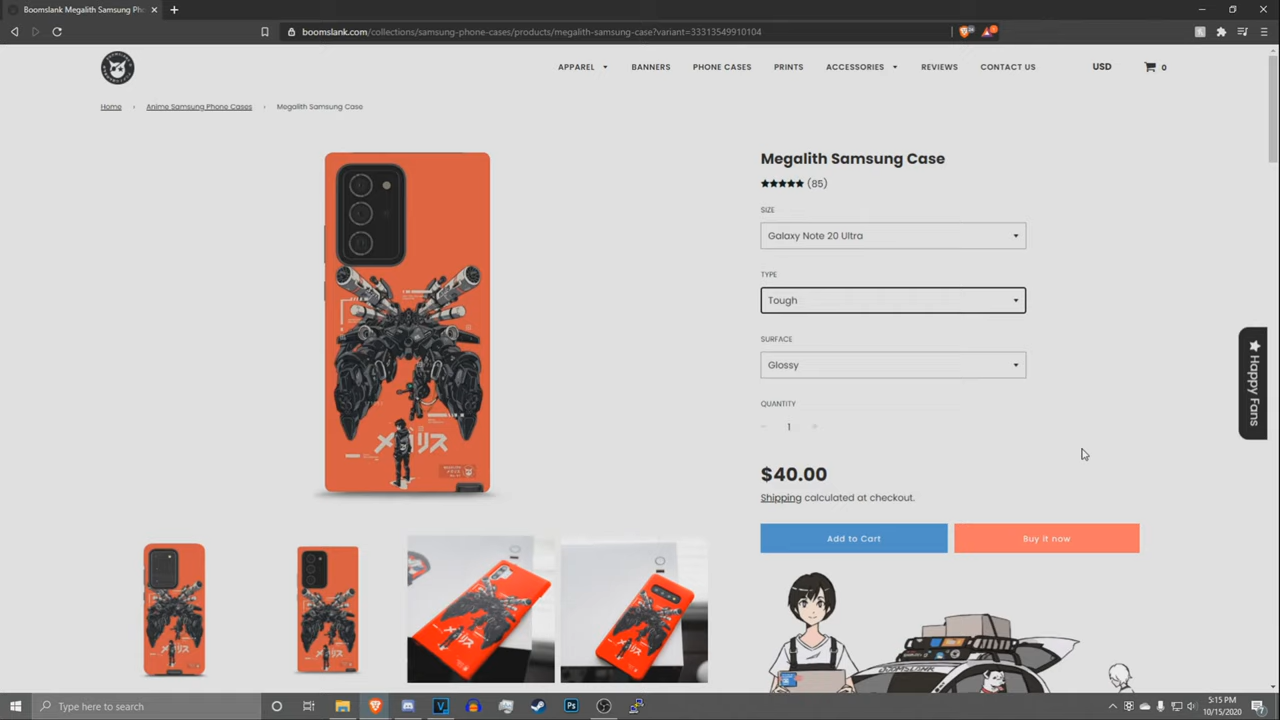 Boomslank Megalith Samsung Ph
boomslank.com/collections/samsung-phone-cases/products/megalith-samsung-case?variant=33313549910104
APPAREL
BANNERS
PHONE CASES
PRINTS
ACCESSORIES
REVIEWS
CONTACT US
USD
0
Home
Anime Samsung Phone Cases
Megalith Samsung Case
Megalith Samsung Case
(85)
SIZE
Galaxy Note 20 Ultra
TYPE
Tough
SURFACE
Glossy
QUANTITY
1
$40.00
Shipping calculated at checkout.
Add to Cart
Buy it now
Happy Fans
メガリス
Type here to search
5:15 PM
10/15/2020